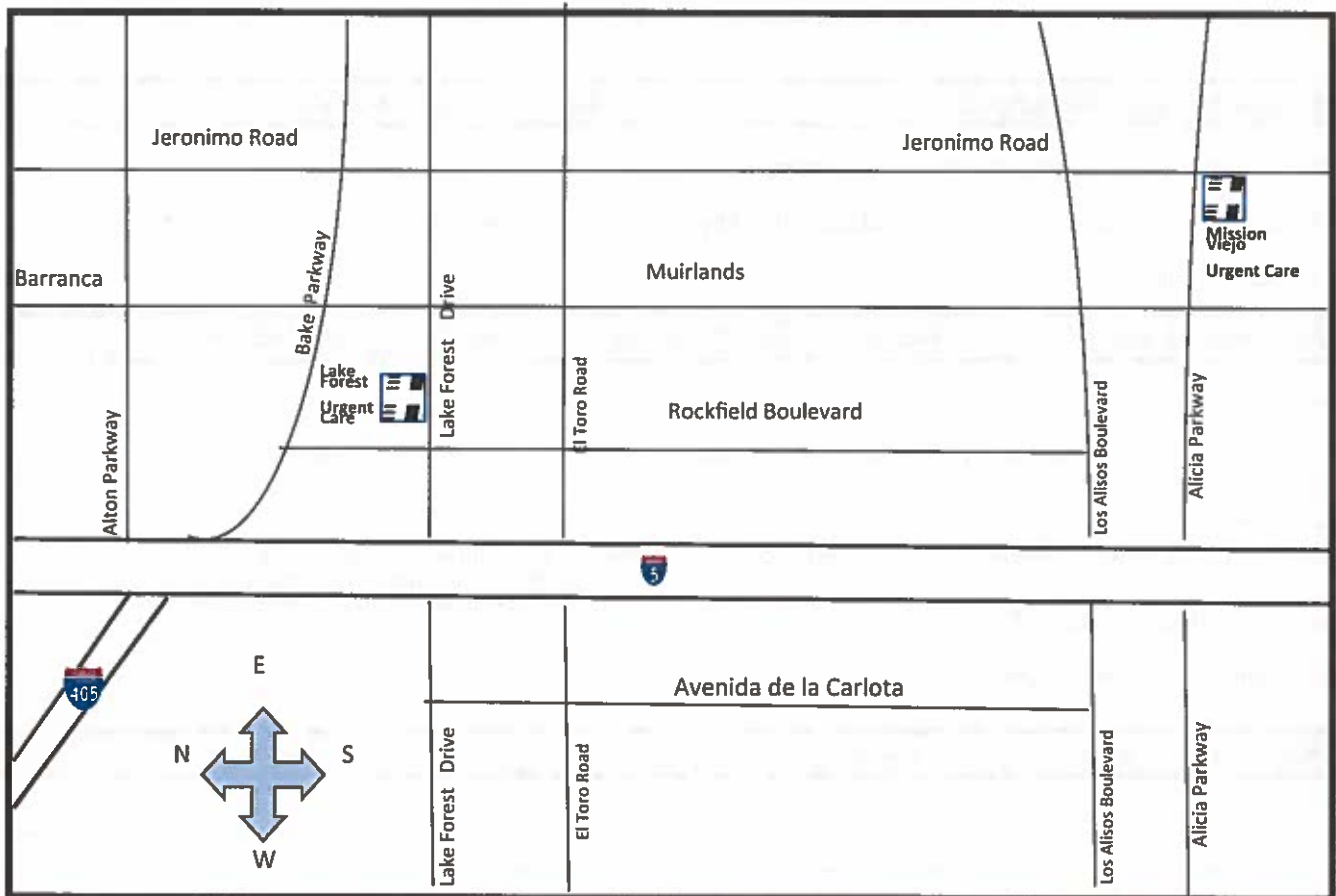 Jeronimo Road
Jeronimo Road
Mission
Viejo
Urgent Care
Barranca
Bake Parkway
Muirlands
Lake Forest Drive
Lake
Forest
Urgent
Care
El Toro Road
Rockfield Boulevard
Alton Parkway
Los Alisos Boulevard
Alicia Parkway
5
405
E
N
S
W
Avenida de la Carlota
Lake Forest Drive
El Toro Road
Los Alisos Boulevard
Alicia Parkway